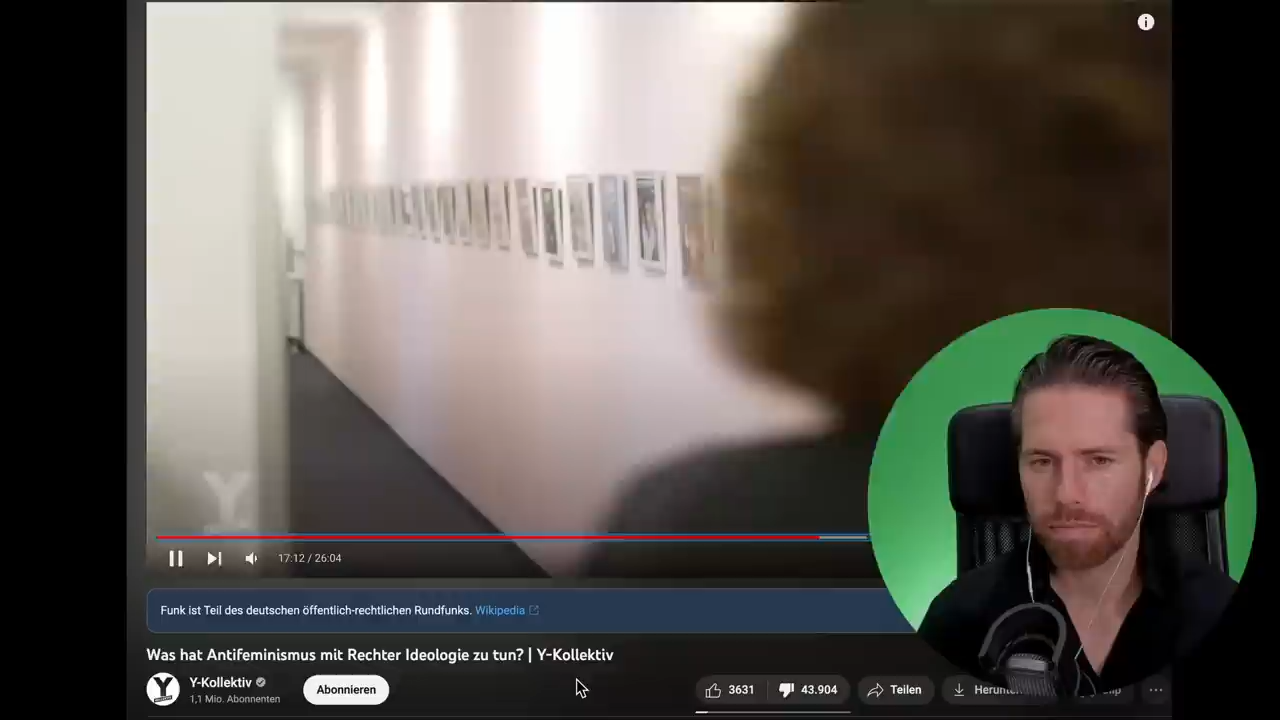 17:12 / 26:04
Funk ist Teil des deutschen öffentlich-rechtlichen Rundfunks. Wikipedia
Was hat Antifeminismus mit Rechter Ideologie zu tun? | Y-Kollektiv
Y-Kollektiv
1,1 Mio. Abonnenten
Abonnieren
3631
43.904
Teilen